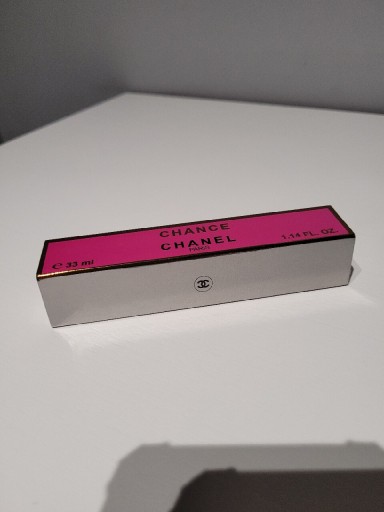 CHANCE
CHANEL
PARIS
℮ 33 ml
1.14 FL. OZ.